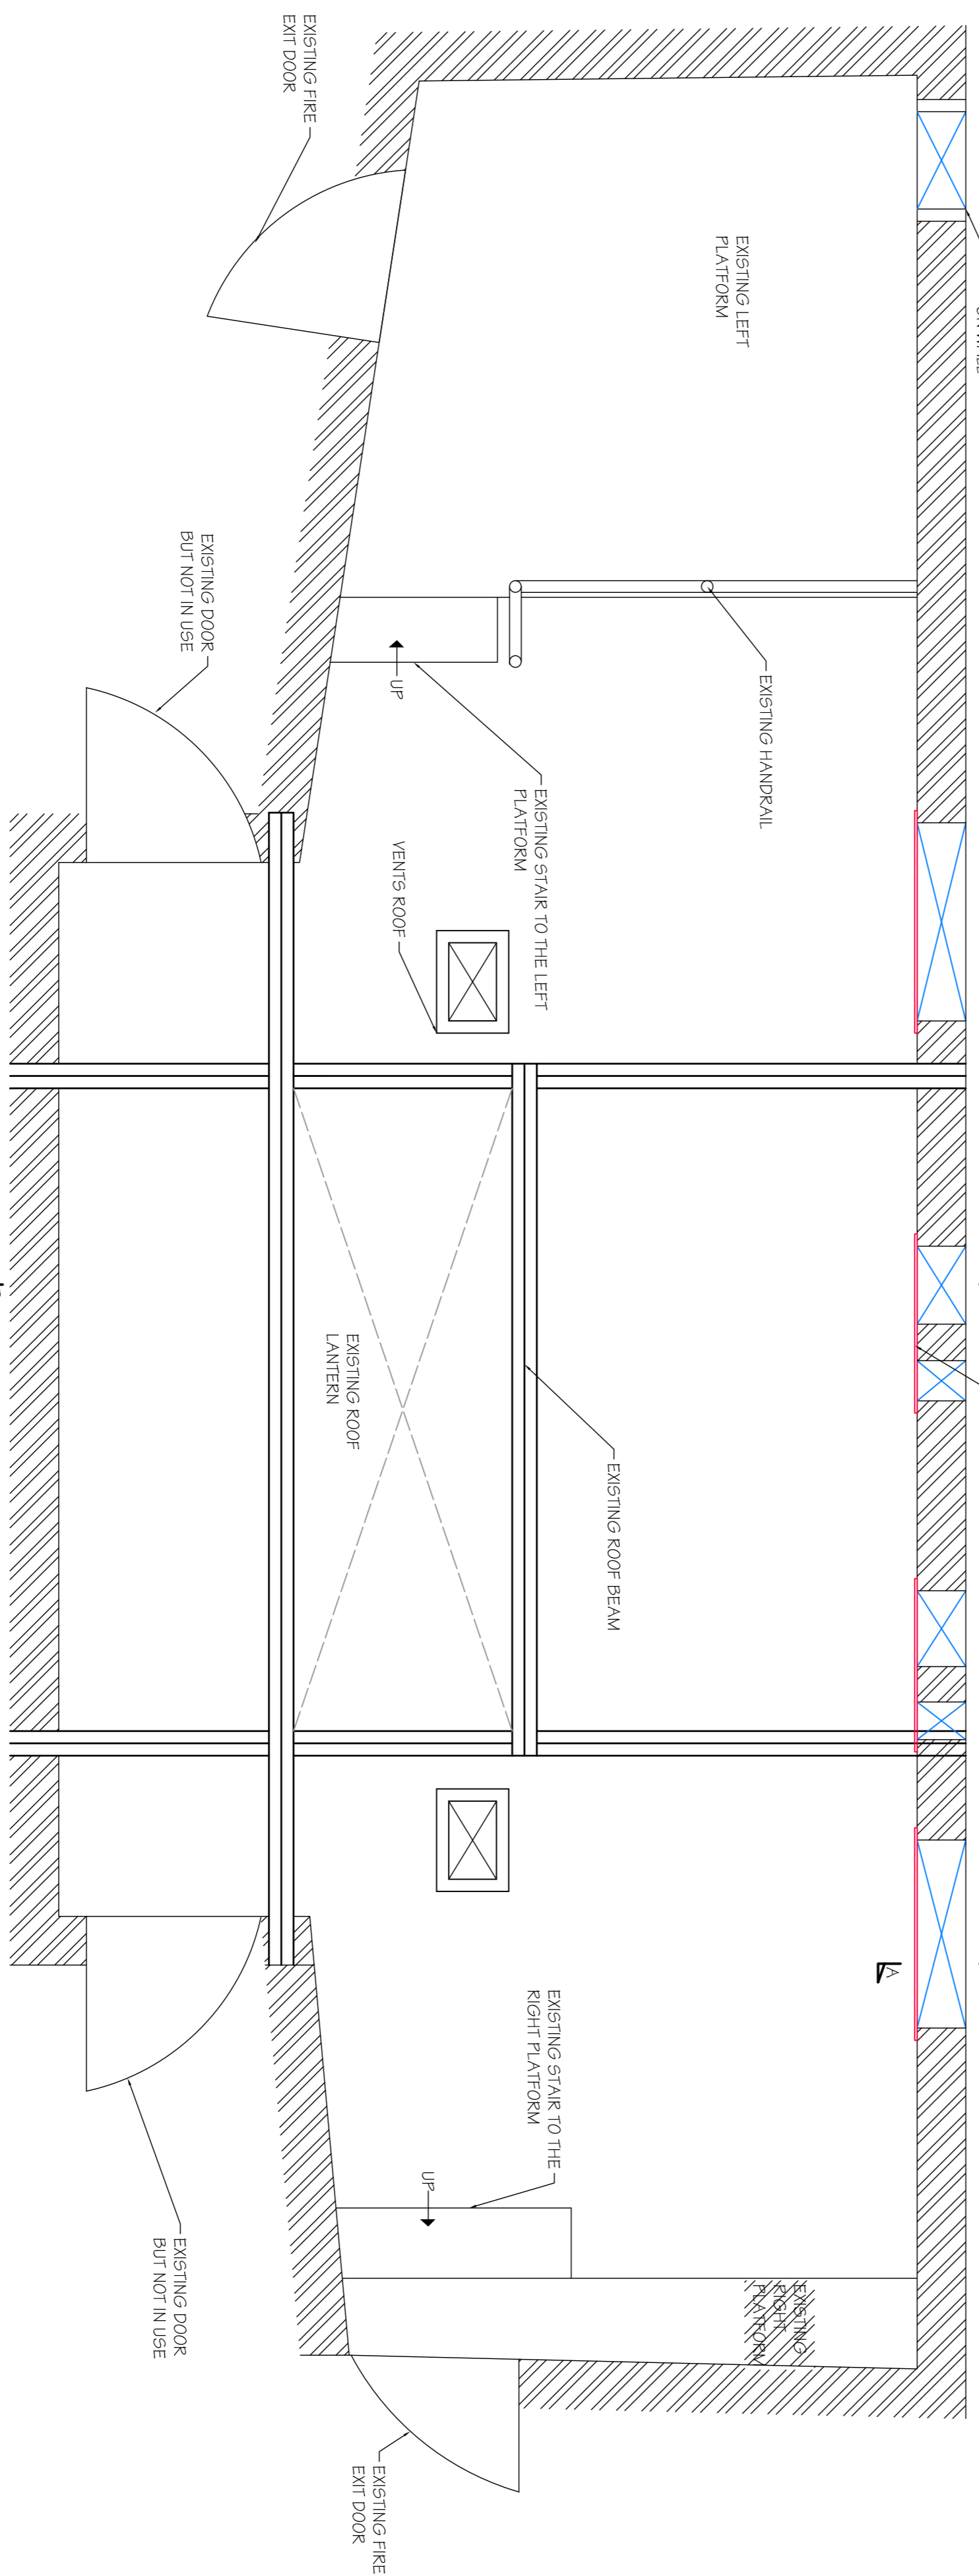 EXISTING FIRE
EXIT DOOR
EXISTING LEFT
PLATFORM
EXISTING DOOR
BUT NOT IN USE
UP
EXISTING HANDRAIL
EXISTING STAIR TO THE LEFT
PLATFORM
VENTS ROOF
EXISTING ROOF
LANTERN
EXISTING ROOF BEAM
A
EXISTING STAIR TO THE
RIGHT PLATFORM
UP
EXISTING DOOR
BUT NOT IN USE
EXISTING
RIGHT
PLATFORM
EXISTING FIRE
EXIT DOOR